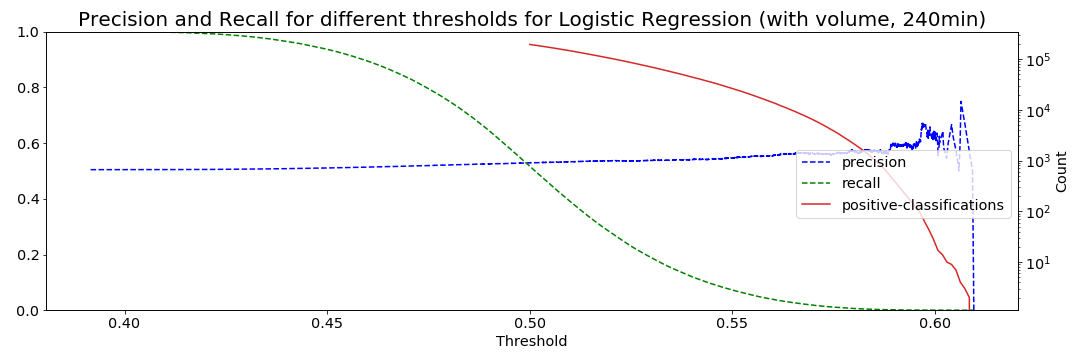 Precision and Recall for different thresholds for Logistic Regression (with volume, 240min)
1.0
0.8
0.6
0.4
0.2
0.0
10^5
10^4
10^3
10^2
10^1
Count
precision
recall
positive-classifications
0.40
0.45
0.50
0.55
0.60
Threshold